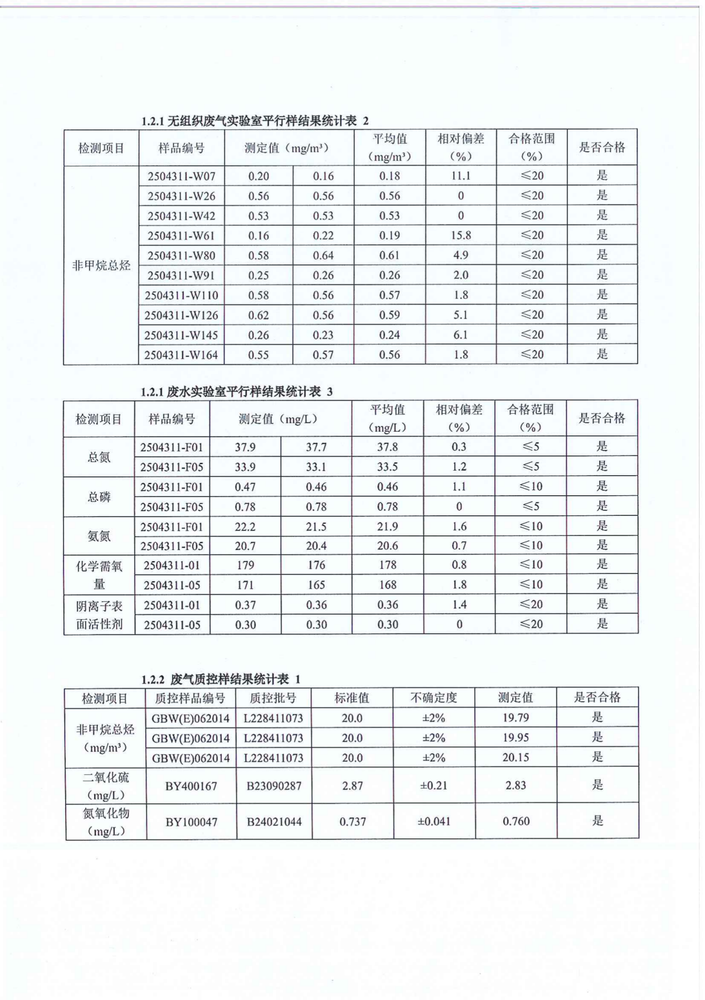 1.2.1 无组织废气实验室平行样结果统计表 2
检测项目 样品编号 测定值（mg/m³） 平均值（mg/m³） 相对偏差（%） 合格范围（%） 是否合格
非甲烷总烃 2504311-W07 0.20 0.16 0.18 11.1 ≤20 是
2504311-W26 0.56 0.56 0.56 0 ≤20 是
2504311-W42 0.53 0.53 0.53 0 ≤20 是
2504311-W61 0.16 0.22 0.19 15.8 ≤20 是
2504311-W80 0.58 0.64 0.61 4.9 ≤20 是
2504311-W91 0.25 0.26 0.26 2.0 ≤20 是
2504311-W110 0.58 0.56 0.57 1.8 ≤20 是
2504311-W126 0.62 0.56 0.59 5.1 ≤20 是
2504311-W145 0.26 0.23 0.24 6.1 ≤20 是
2504311-W164 0.55 0.57 0.56 1.8 ≤20 是
1.2.1 废水实验室平行样结果统计表 3
检测项目 样品编号 测定值（mg/L） 平均值（mg/L） 相对偏差（%） 合格范围（%） 是否合格
总氮 2504311-F01 37.9 37.7 37.8 0.3 ≤5 是
2504311-F05 33.9 33.1 33.5 1.2 ≤5 是
总磷 2504311-F01 0.47 0.46 0.46 1.1 ≤10 是
2504311-F05 0.78 0.78 0.78 0 ≤5 是
氨氮 2504311-F01 22.2 21.5 21.9 1.6 ≤10 是
2504311-F05 20.7 20.4 20.6 0.7 ≤10 是
化学需氧量 2504311-01 179 176 178 0.8 ≤10 是
2504311-05 171 165 168 1.8 ≤10 是
阴离子表面活性剂 2504311-01 0.37 0.36 0.36 1.4 ≤20 是
2504311-05 0.30 0.30 0.30 0 ≤20 是
1.2.2 废气质控样结果统计表 1
检测项目 质控样品编号 质控批号 标准值 不确定度 测定值 是否合格
非甲烷总烃（mg/m³） GBW(E)062014 L228411073 20.0 ±2% 19.79 是
GBW(E)062014 L228411073 20.0 ±2% 19.95 是
GBW(E)062014 L228411073 20.0 ±2% 20.15 是
二氧化硫（mg/L） BY400167 B23090287 2.87 ±0.21 2.83 是
氮氧化物（mg/L） BY100047 B24021044 0.737 ±0.041 0.760 是